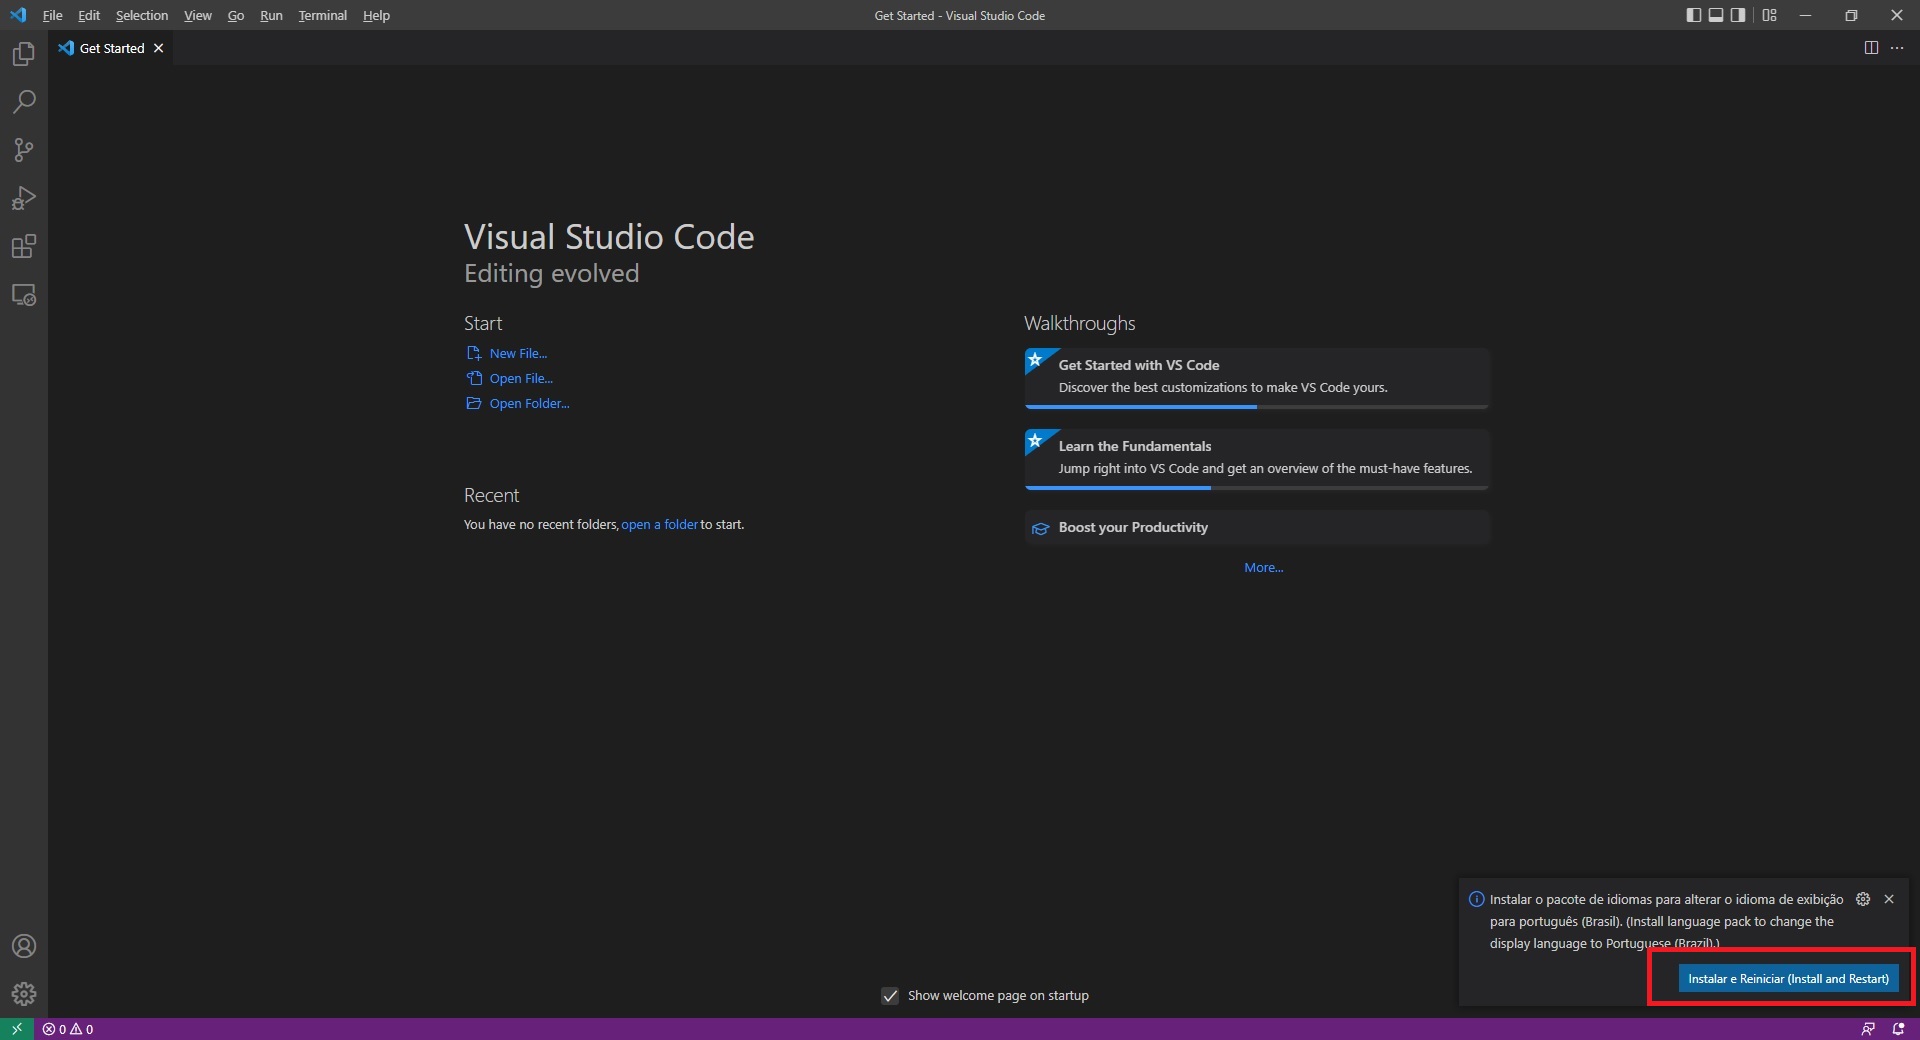 File Edit Selection View Go Run Terminal Help
Get Started - Visual Studio Code
Get Started
Visual Studio Code
Editing evolved
Start
New File...
Open File...
Open Folder...
Recent
You have no recent folders, open a folder to start.
Walkthroughs
Get Started with VS Code
Discover the best customizations to make VS Code yours.
Learn the Fundamentals
Jump right into VS Code and get an overview of the must-have features.
Boost your Productivity
More...
Instalar o pacote de idiomas para alterar o idioma de exibição
para português (Brasil). (Install language pack to change the
display language to Portuguese (Brazil).)
Instalar e Reiniciar (Install and Restart)
Show welcome page on startup
0 0